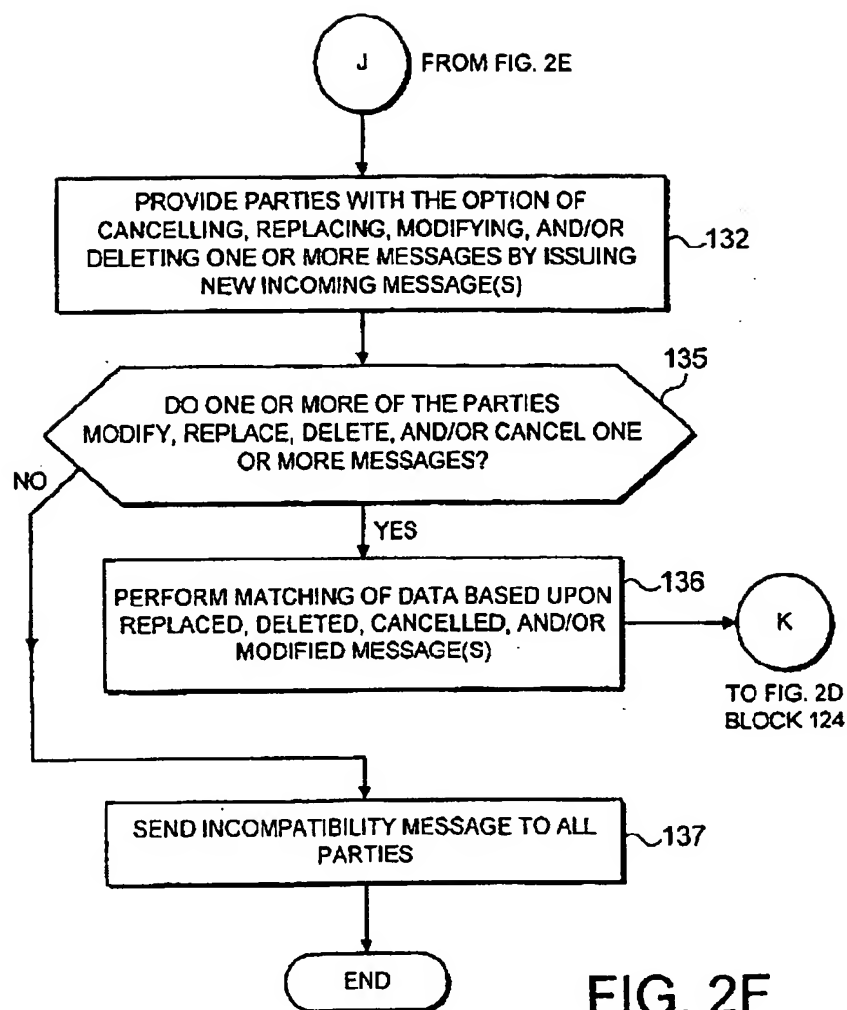 J
FROM FIG. 2E
PROVIDE PARTIES WITH THE OPTION OF
CANCELLING, REPLACING, MODIFYING, AND/OR
DELETING ONE OR MORE MESSAGES BY ISSUING
NEW INCOMING MESSAGE(S)
132
135
DO ONE OR MORE OF THE PARTIES
MODIFY, REPLACE, DELETE, AND/OR CANCEL ONE
OR MORE MESSAGES?
NO
YES
136
PERFORM MATCHING OF DATA BASED UPON
REPLACED, DELETED, CANCELLED, AND/OR
MODIFIED MESSAGE(S)
K
TO FIG. 2D
BLOCK 124
SEND INCOMPATIBILITY MESSAGE TO ALL
PARTIES
137
END
FIG. 2F